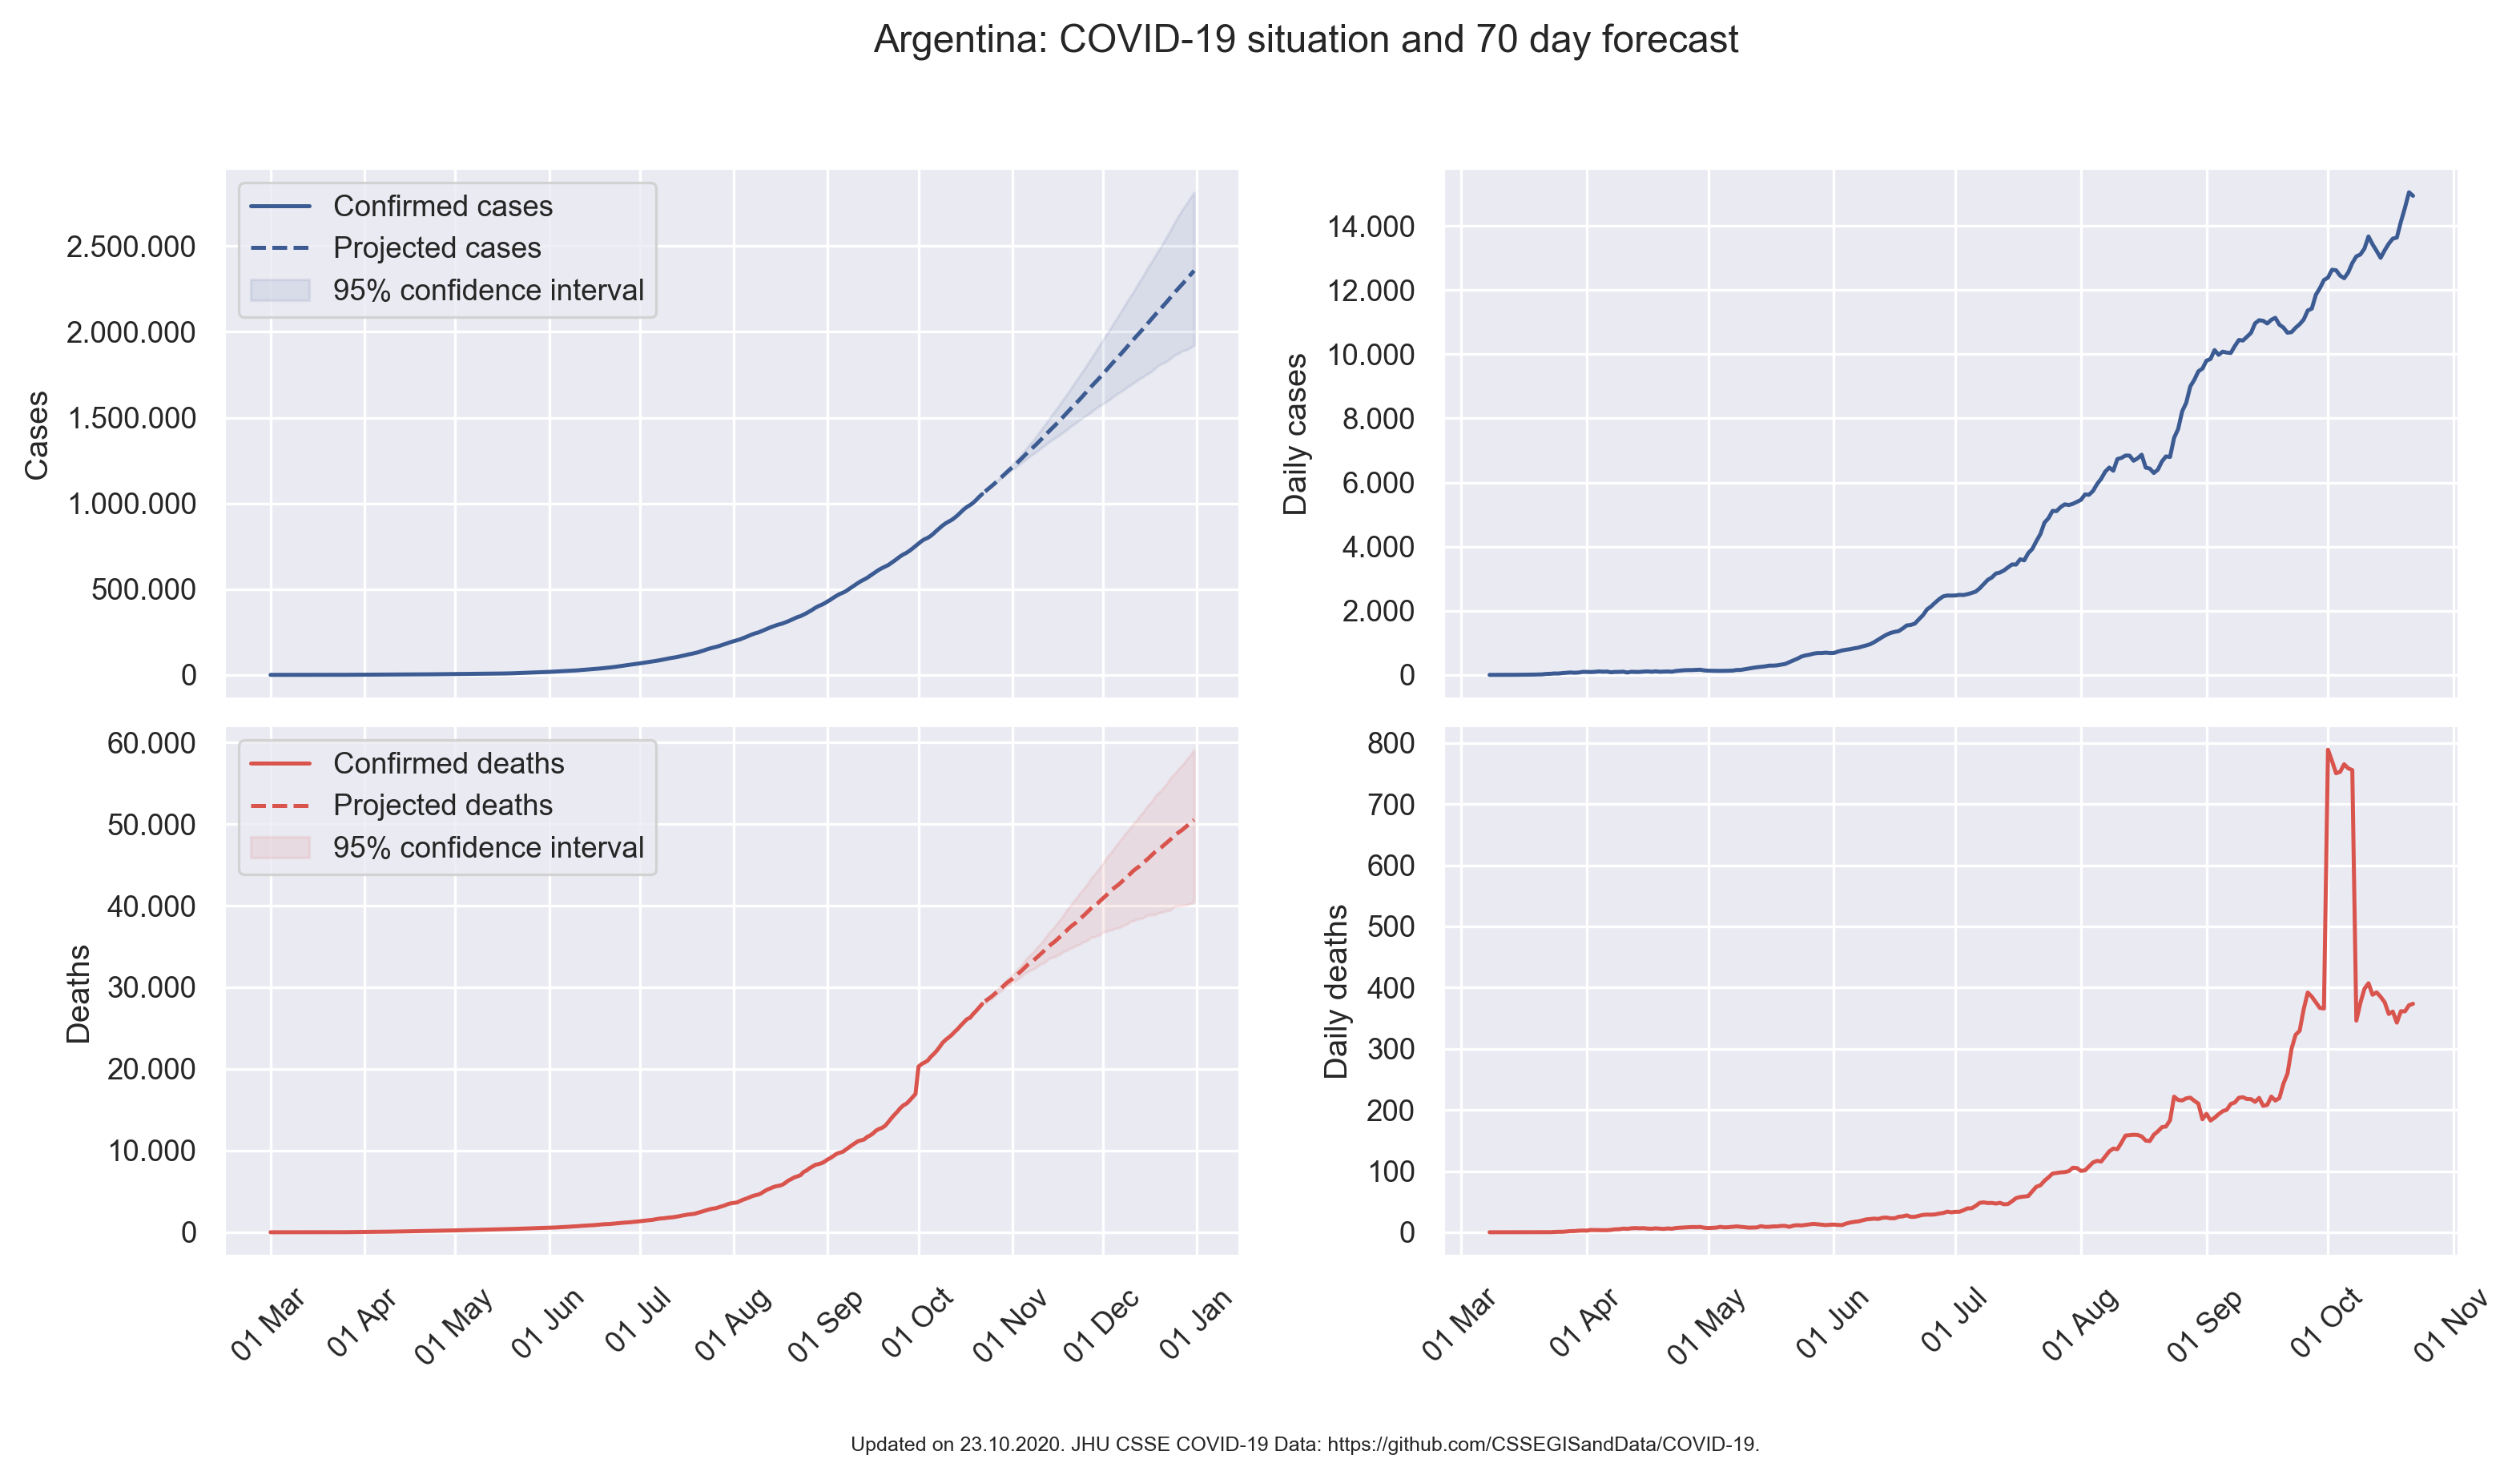 Argentina: COVID-19 situation and 70 day forecast
Confirmed cases
Projected cases
95% confidence interval
Cases
2.500.000
2.000.000
1.500.000
1.000.000
500.000
0
Daily cases
14.000
12.000
10.000
8.000
6.000
4.000
2.000
0
Confirmed deaths
Projected deaths
95% confidence interval
Deaths
60.000
50.000
40.000
30.000
20.000
10.000
0
01 Mar
01 Apr
01 May
01 Jun
01 Jul
01 Aug
01 Sep
01 Oct
01 Nov
01 Dec
01 Jan
Daily deaths
800
700
600
500
400
300
200
100
0
01 Mar
01 Apr
01 May
01 Jun
01 Jul
01 Aug
01 Sep
01 Oct
01 Nov
Updated on 23.10.2020. JHU CSSE COVID-19 Data: https://github.com/CSSEGISandData/COVID-19.